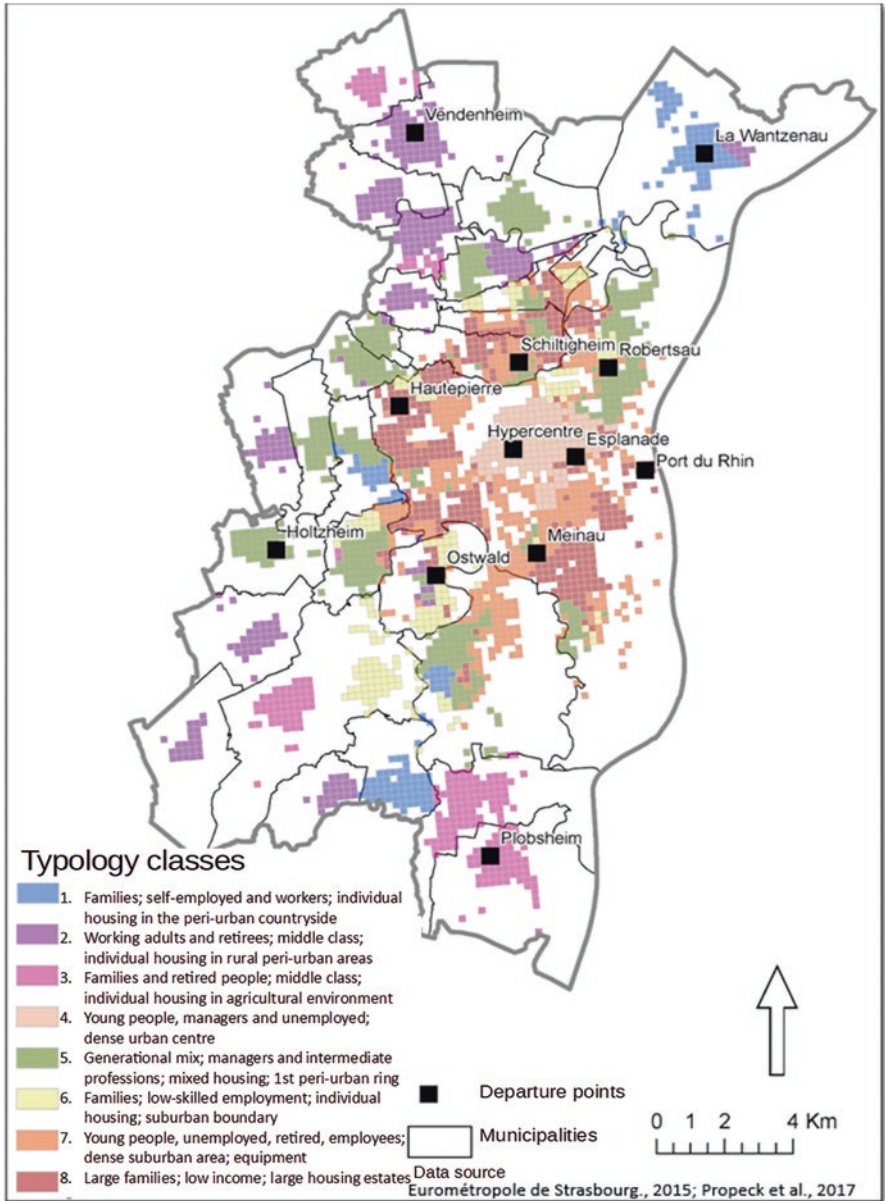 Vendenheim
La Wantzenau
Schiltigheim
Robertsau
Hautepierre
Hypercentre
Esplanade
Port du Rhin
Holtzheim
Meinau
Ostwald
Plobsheim
Typology classes
1. Families; self-employed and workers; individual
housing in the peri-urban countryside
2. Working adults and retirees; middle class;
individual housing in rural peri-urban areas
3. Families and retired people; middle class;
individual housing in agricultural environment
4. Young people, managers and unemployed;
dense urban centre
5. Generational mix; managers and intermediate
professions; mixed housing; 1st peri-urban ring
6. Families; low-skilled employment; individual
housing; suburban boundary
7. Young people, unemployed, retired, employees;
dense suburban area; equipment
8. Large families; low income; large housing estates
Departure points
Municipalities
0 1 2 4 Km
Data source
Eurométropole de Strasbourg., 2015; Propeck et al., 2017